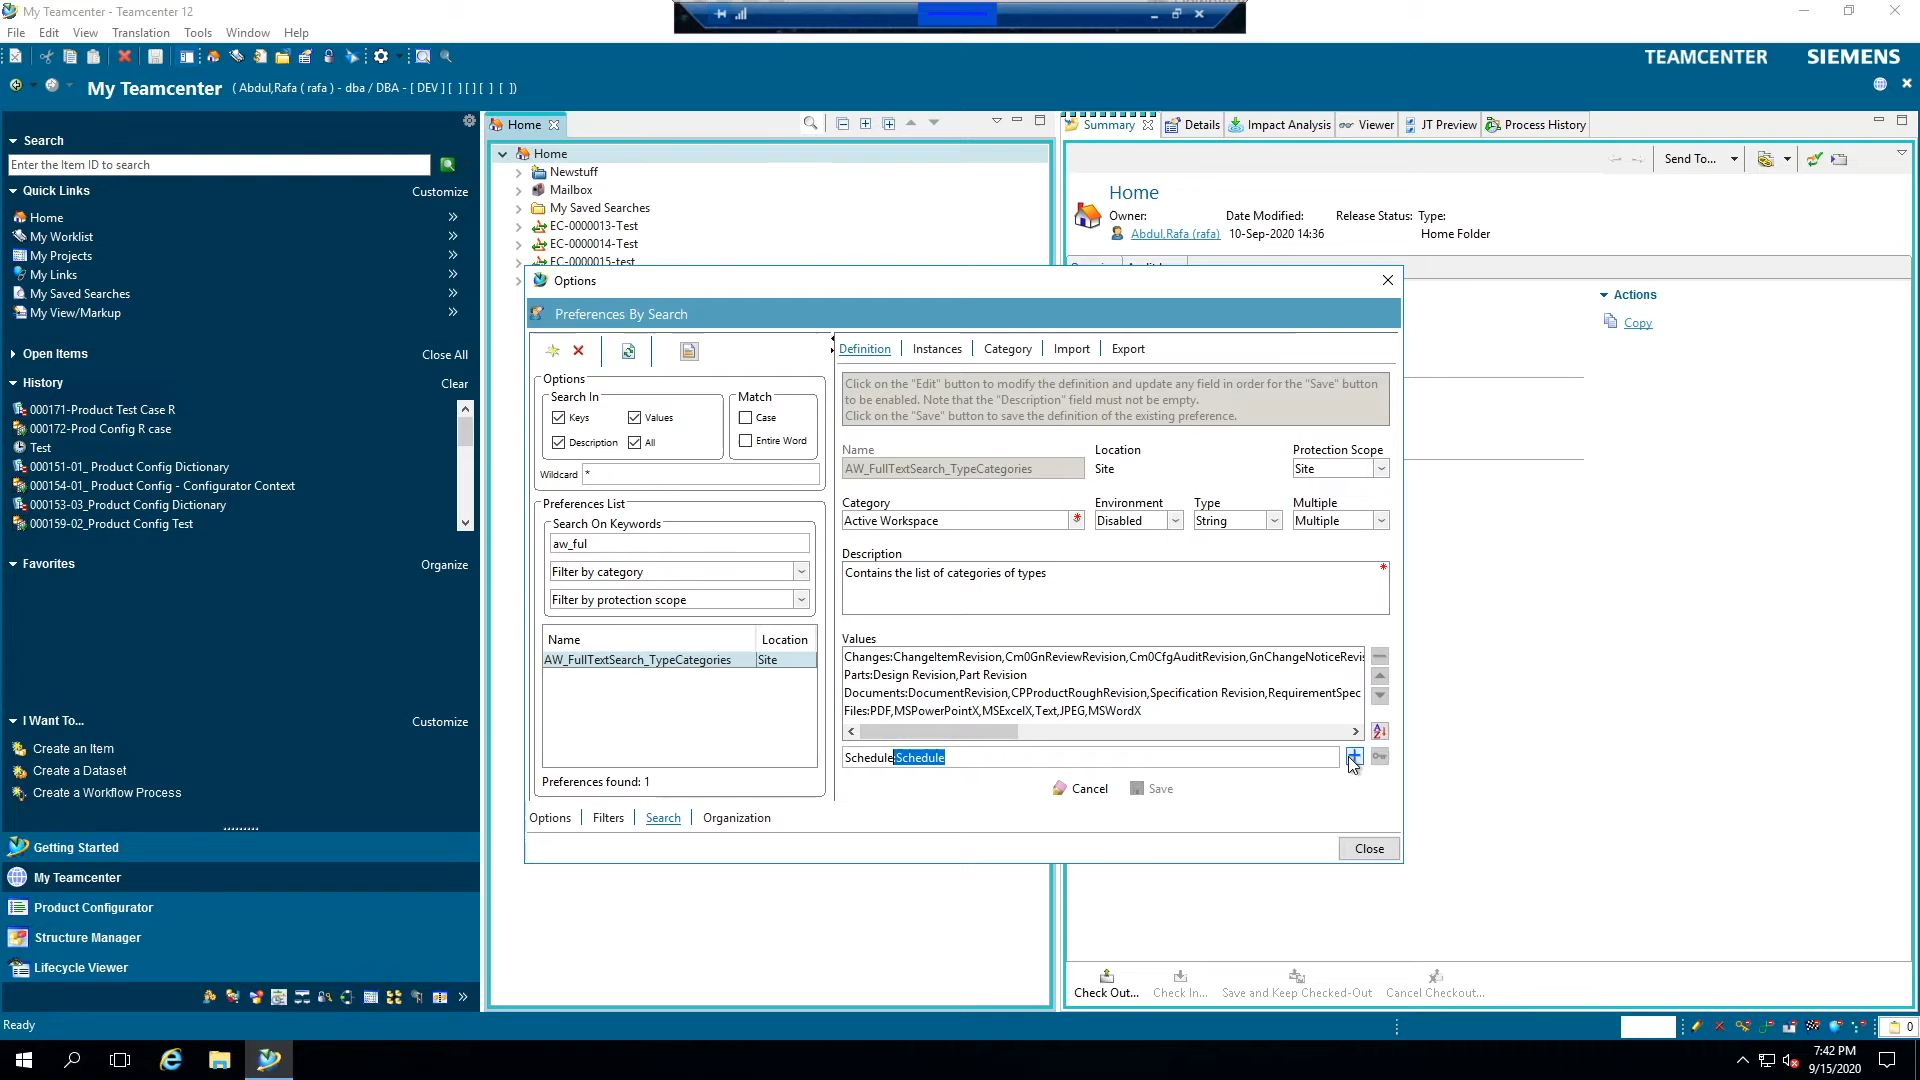 My Teamcenter - Teamcenter 12
File Edit View Translation Tools Window Help
TEAMCENTER SIEMENS
My Teamcenter ( Abdul,Rafa ( rafa ) - dba / DBA - [ DEV ] [ ] [ ] [ ] [ ])
Search
Enter the Item ID to search
Quick Links Customize
Home
My Worklist
My Projects
My Links
My Saved Searches
My View/Markup
Open Items Close All
History Clear
000171-Product Test Case R
000172-Prod Config R case
Test
000151-01_ Product Config Dictionary
000154-01_ Product Config - Configurator Context
000153-03_Product Config Dictionary
000159-02_Product Config Test
Favorites Organize
I Want To... Customize
Create an Item
Create a Dataset
Create a Workflow Process
Getting Started
My Teamcenter
Product Configurator
Structure Manager
Lifecycle Viewer
Home
Home
Newstuff
Mailbox
My Saved Searches
EC-0000013-Test
EC-0000014-Test
EC-0000015-test
Summary Details Impact Analysis Viewer JT Preview Process History
Send To...
Home
Owner: Date Modified: Release Status: Type:
Abdul,Rafa (rafa) 10-Sep-2020 14:36 Home Folder
Actions
Copy
Options
Preferences By Search
Options
Search In
Keys Values
Description All
Match
Case
Entire Word
Wildcard *
Preferences List
Search On Keywords
aw_ful
Filter by category
Filter by protection scope
Name Location
AW_FullTextSearch_TypeCategories Site
Preferences found: 1
Definition Instances Category Import Export
Click on the "Edit" button to modify the definition and update any field in order for the "Save" button
to be enabled. Note that the "Description" field must not be empty.
Click on the "Save" button to save the definition of the existing preference.
Name Location Protection Scope
AW_FullTextSearch_TypeCategories Site Site
Category Environment Type Multiple
Active Workspace * Disabled String Multiple
Description
Contains the list of categories of types *
Values
Changes:ChangeItemRevision,Cm0GnReviewRevision,Cm0CfgAuditRevision,GnChangeNoticeRevis
Parts:Design Revision,Part Revision
Documents:DocumentRevision,CPProductRoughRevision,Specification Revision,RequirementSpec
Files:PDF,MSPowerPointX,MSExcelX,Text,JPEG,MSWordX
Schedule:Schedule
Cancel Save
Options Filters Search Organization
Close
Check Out... Check In... Save and Keep Checked-Out Cancel Checkout...
Ready
0
7:42 PM
9/15/2020